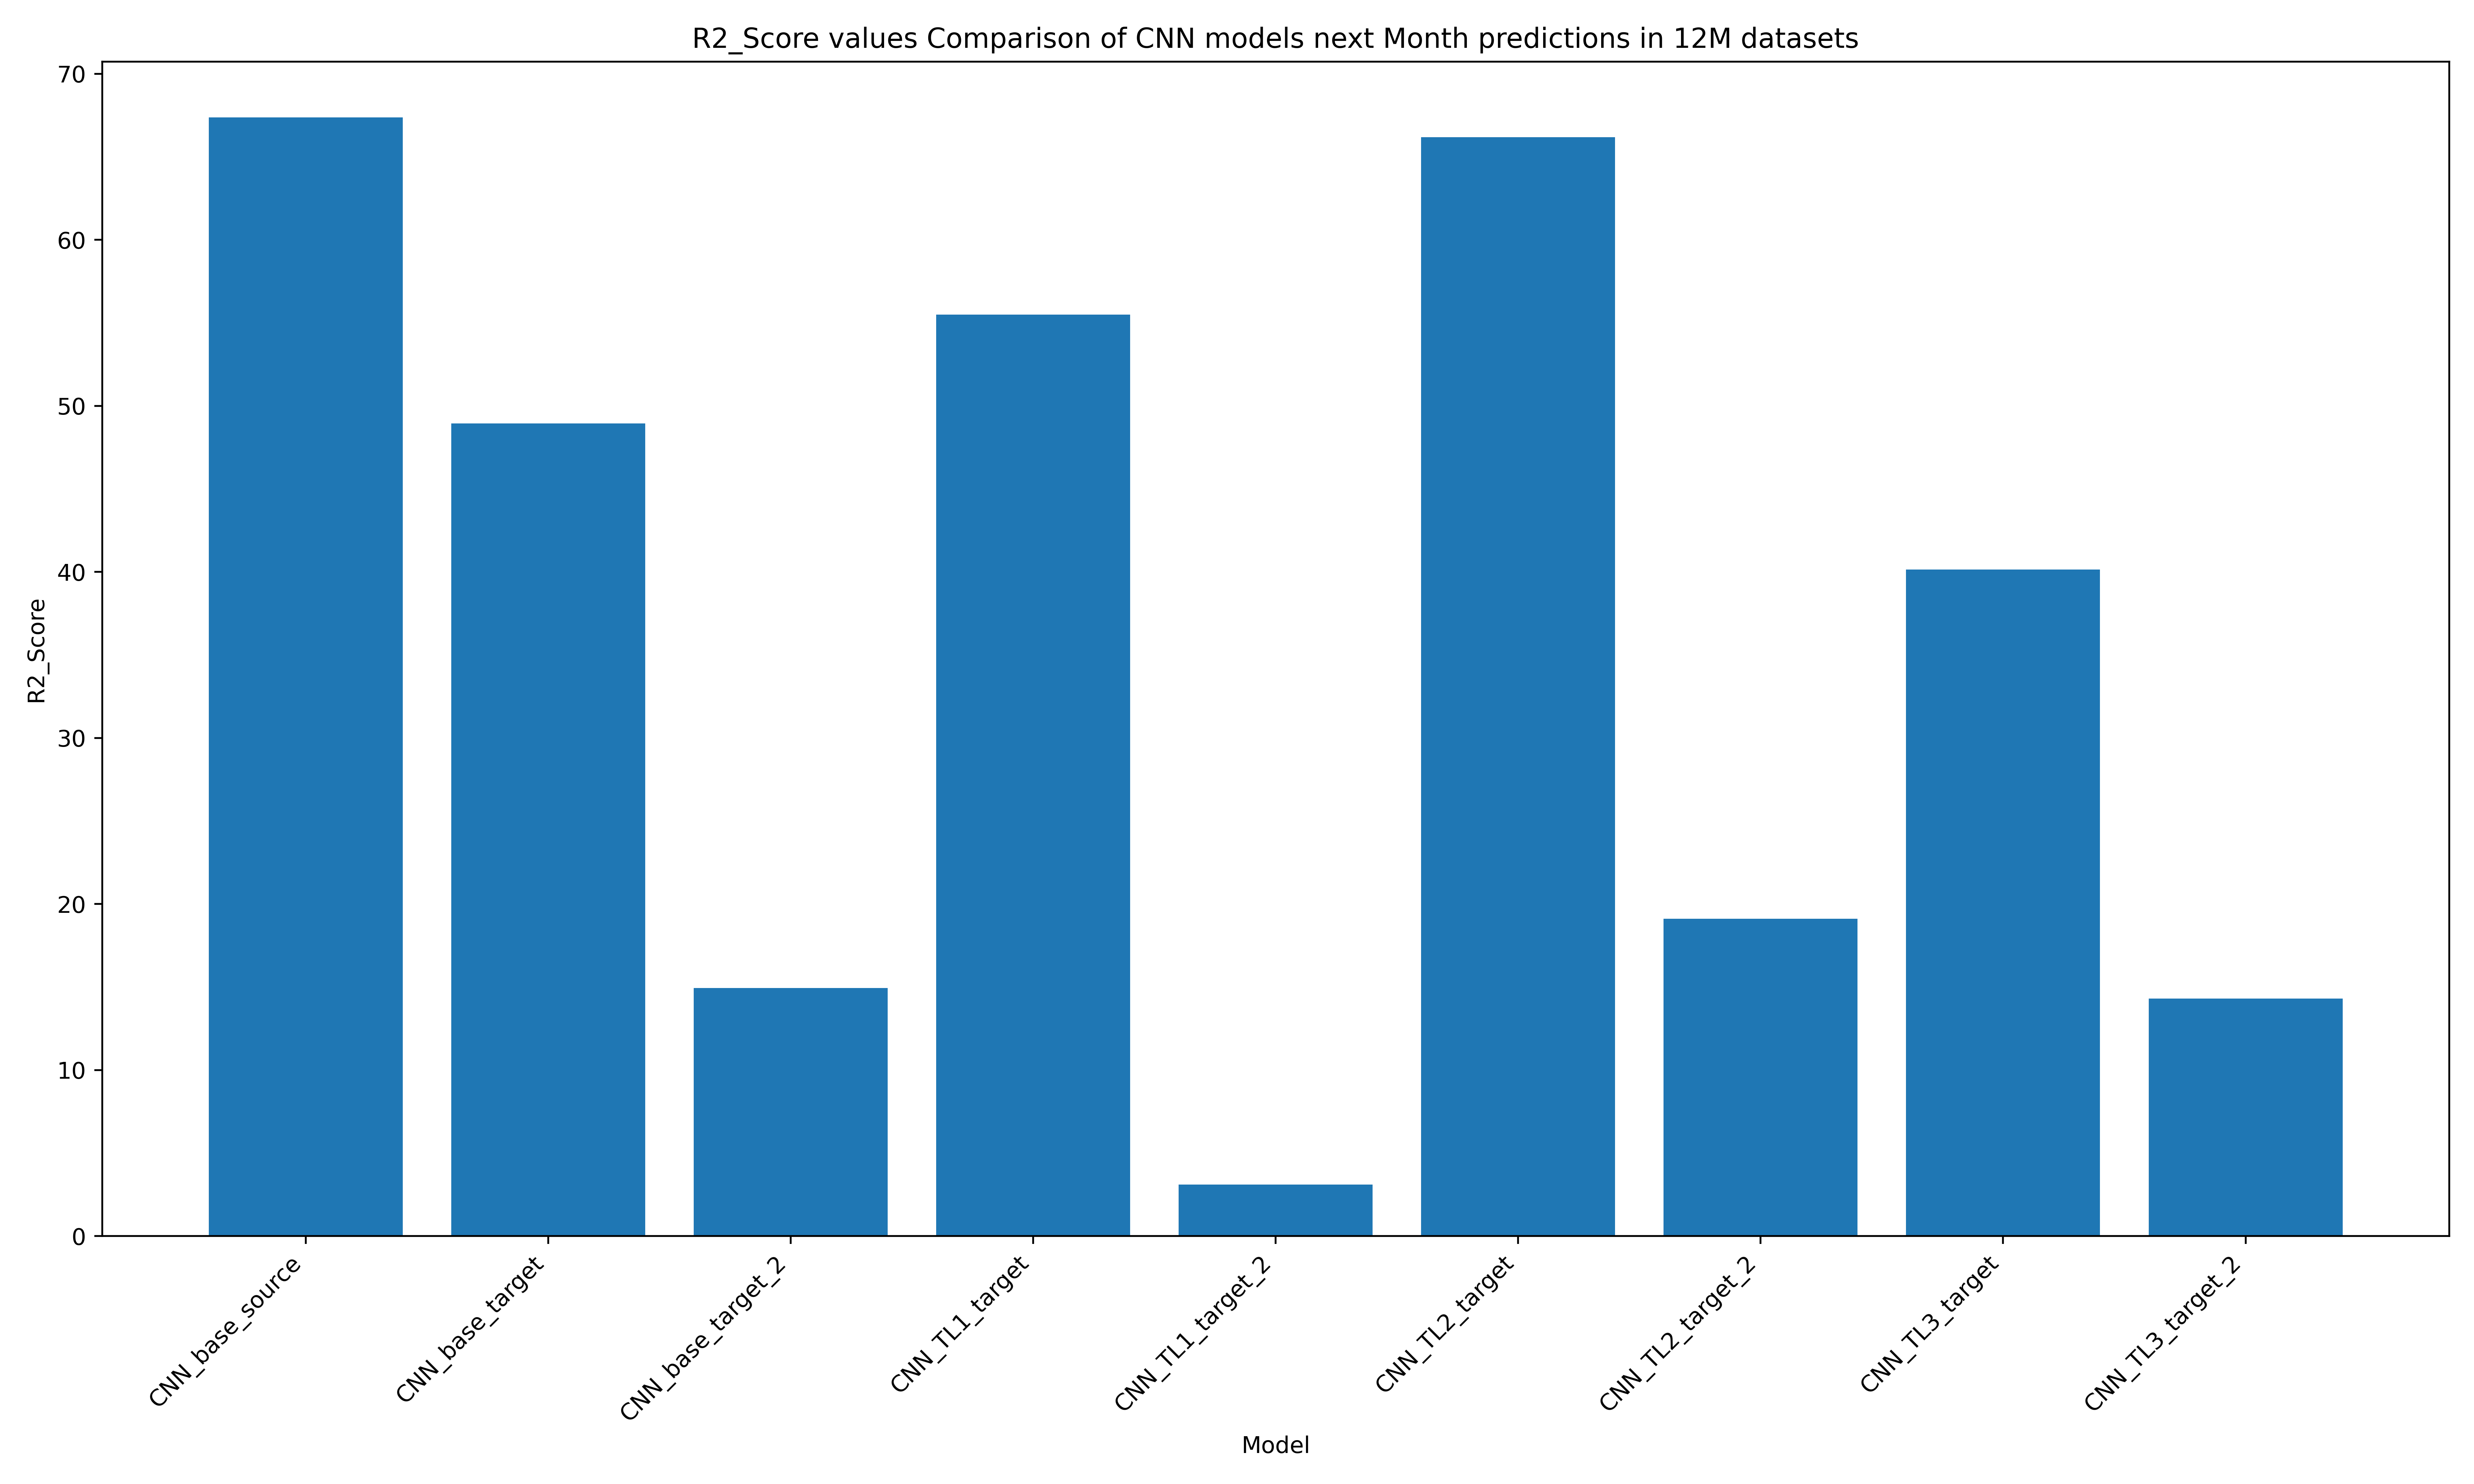 R2_Score values Comparison of CNN models next Month predictions in 12M datasets
70
60
50
40
30
20
10
0
R2_Score
CNN_base_source
CNN_base_target
CNN_base_target_2
CNN_TL1_target
CNN_TL1_target_2
CNN_TL2_target
CNN_TL2_target_2
CNN_TL3_target
CNN_TL3_target_2
Model